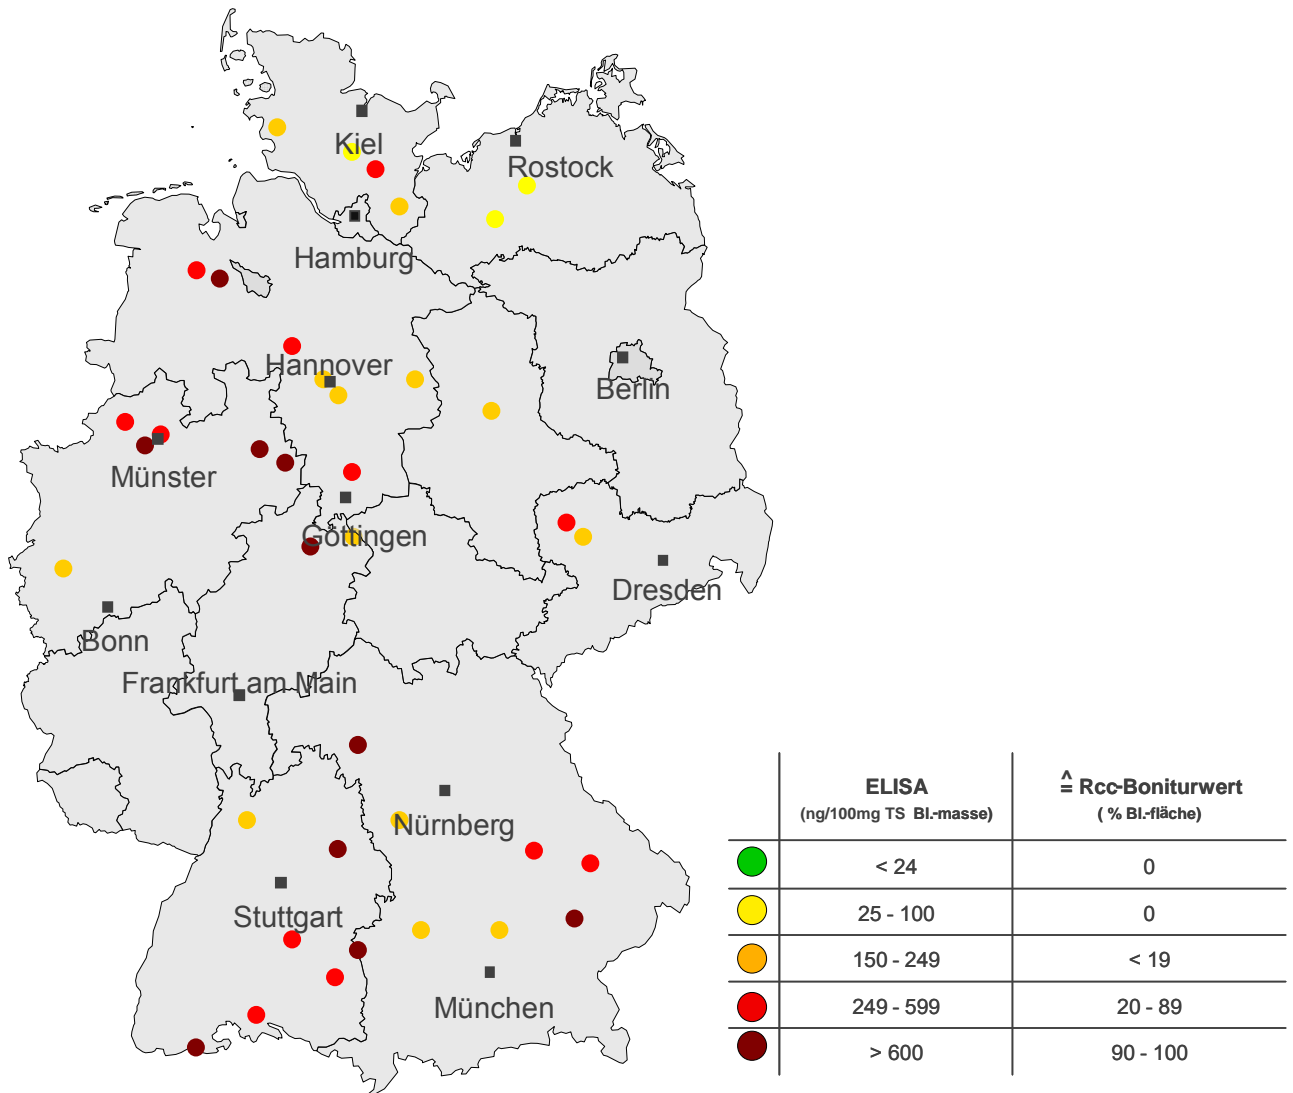 Kiel
Rostock
Hamburg
Hannover
Berlin
Münster
Göttingen
Dresden
Bonn
Frankfurt am Main
Nürnberg
Stuttgart
München
ELISA ≙ Rcc-Boniturwert
(ng/100mg TS Bl.-masse) ( % Bl.-fläche)
< 24 0
25 - 100 0
150 - 249 < 19
249 - 599 20 - 89
> 600 90 - 100